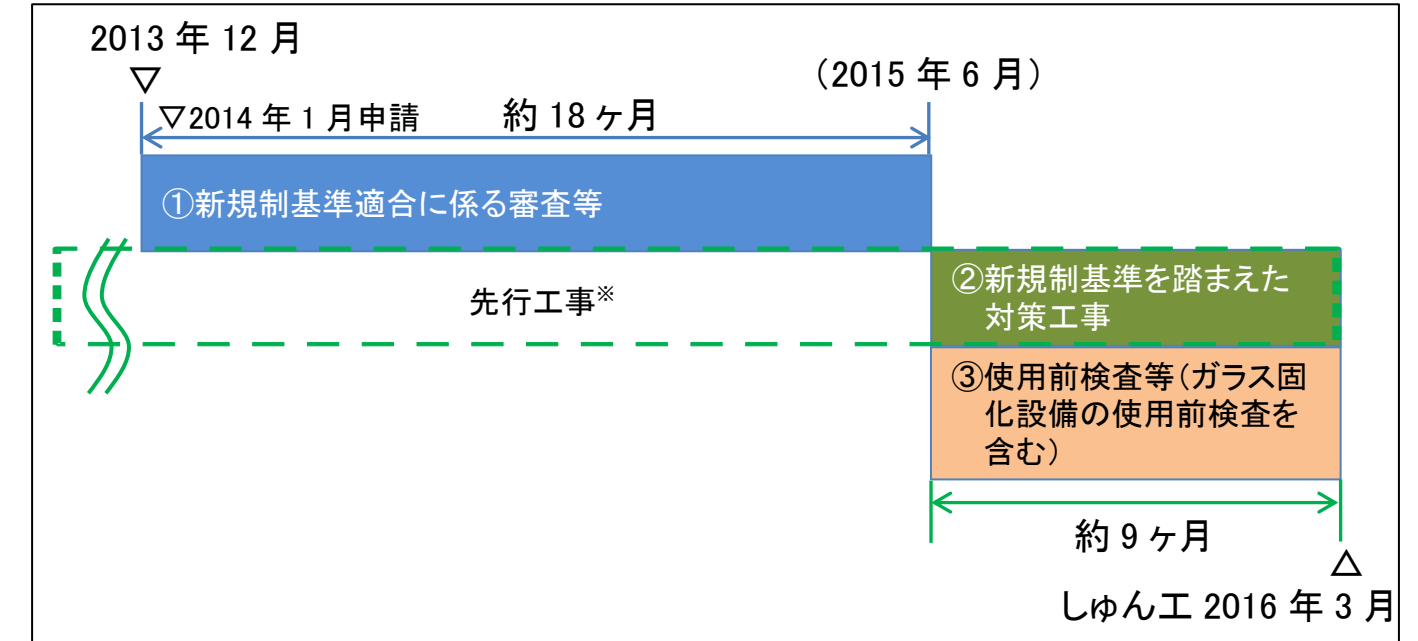 2013 年 12 月
▽
(2015 年 6 月)
▽2014 年 1 月申請
約 18 ヶ月
①新規制基準適合に係る審査等
先行工事※
②新規制基準を踏まえた
対策工事
③使用前検査等(ガラス固
化設備の使用前検査を
含む)
約 9 ヶ月
△
しゅん工 2016 年 3 月